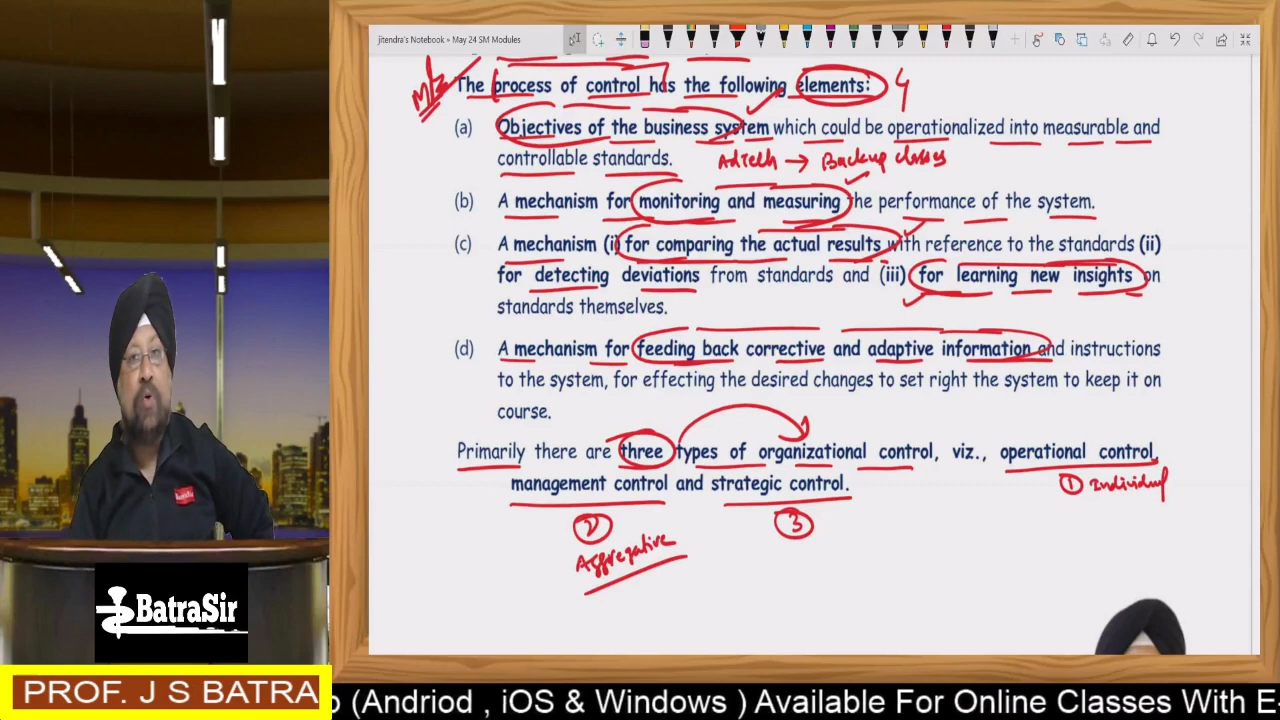 jitendra's Notebook » May 24 SM Modules
The process of control has the following elements: 4
(a) Objectives of the business system which could be operationalized into measurable and
controllable standards.
→ Backup classes
(b) A mechanism for monitoring and measuring the performance of the system.
(c) A mechanism (i) for comparing the actual results with reference to the standards (ii)
for detecting deviations from standards and (iii) for learning new insights on
standards themselves.
(d) A mechanism for feeding back corrective and adaptive information and instructions
to the system, for effecting the desired changes to set right the system to keep it on
course.
Primarily there are three types of organizational control, viz., operational control,
management control and strategic control.
① Individul
② ③
Aggregative
BatraSir
BatraSir
PROF. J S BATRA
(Andriod , iOS & Windows ) Available For Online Classes With